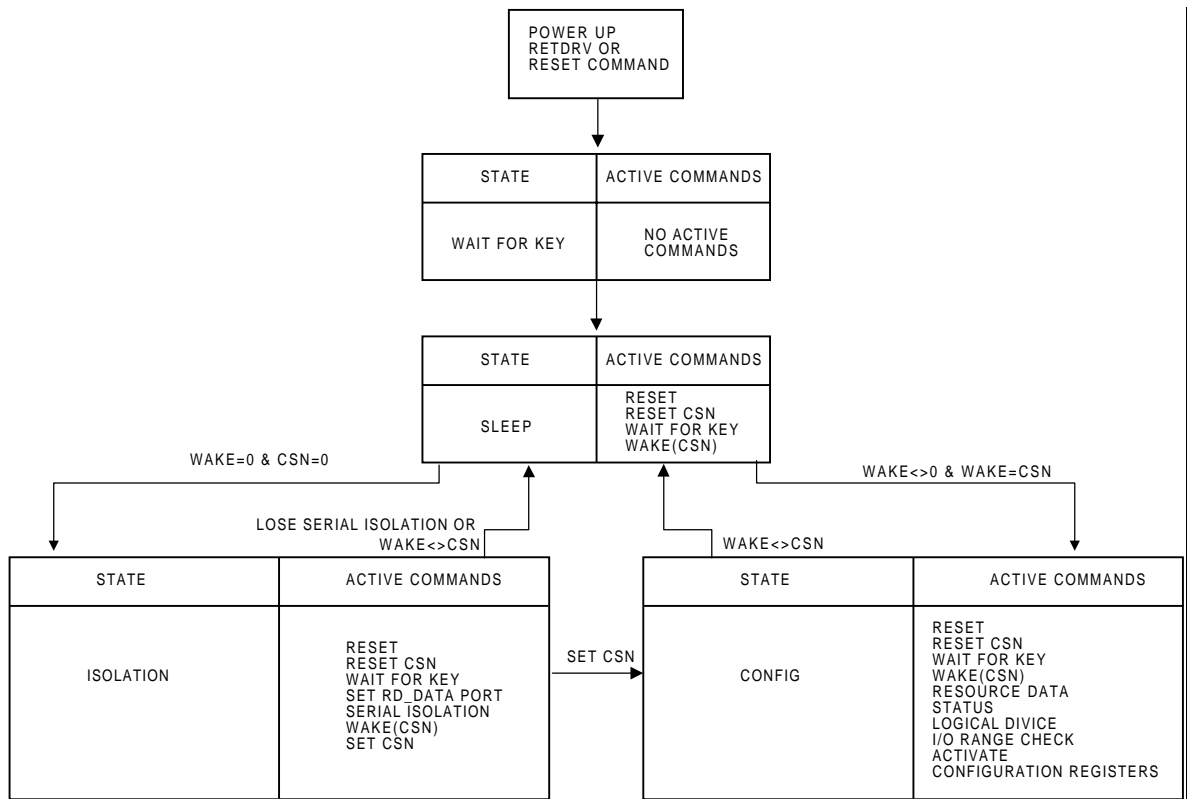 POWER UP
RETDRV OR
RESET COMMAND
STATE
ACTIVE COMMANDS
WAIT FOR KEY
NO ACTIVE
COMMANDS
STATE
ACTIVE COMMANDS
SLEEP
RESET
RESET CSN
WAIT FOR KEY
WAKE(CSN)
WAKE=0 & CSN=0
WAKE<>0 & WAKE=CSN
LOSE SERIAL ISOLATION OR
WAKE<>CSN
WAKE<>CSN
STATE
ACTIVE COMMANDS
ISOLATION
RESET
RESET CSN
WAIT FOR KEY
SET RD_DATA PORT
SERIAL ISOLATION
WAKE(CSN)
SET CSN
SET CSN
STATE
ACTIVE COMMANDS
CONFIG
RESET
RESET CSN
WAIT FOR KEY
WAKE(CSN)
RESOURCE DATA
STATUS
LOGICAL DIVICE
I/O RANGE CHECK
ACTIVATE
CONFIGURATION REGISTERS